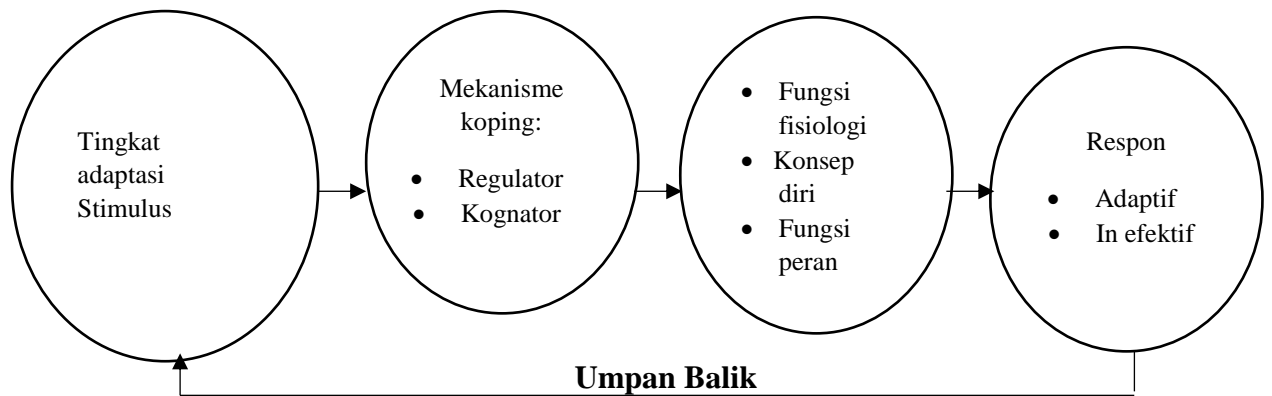 Tingkat
adaptasi
Stimulus
Mekanisme
koping:
• Regulator
• Kognator
• Fungsi
fisiologi
• Konsep
diri
• Fungsi
peran
Respon
• Adaptif
• In efektif
Umpan Balik